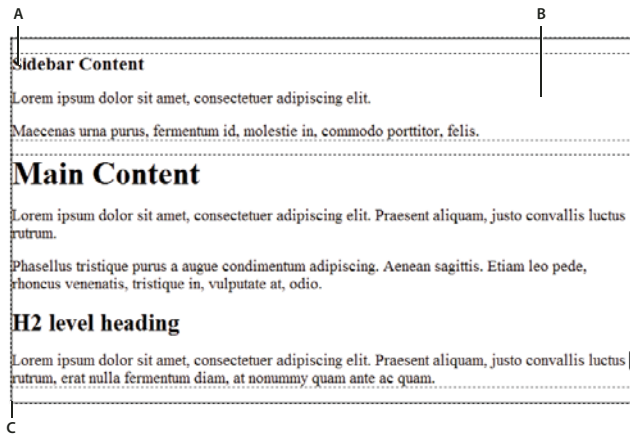 A
B
Sidebar Content
Lorem ipsum dolor sit amet, consectetuer adipiscing elit.
Maecenas urna purus, fermentum id, molestie in, commodo porttitor, felis.
Main Content
Lorem ipsum dolor sit amet, consectetuer adipiscing elit. Praesent aliquam, justo convallis luctus
rutrum.
Phasellus tristique purus a augue condimentum adipiscing. Aenean sagittis. Etiam leo pede,
rhoncus venenatis, tristique in, vulputate at, odio.
H2 level heading
Lorem ipsum dolor sit amet, consectetuer adipiscing elit. Praesent aliquam, justo convallis luctus
rutrum, erat nulla fermentum diam, at nonummy quam ante ac quam.
C